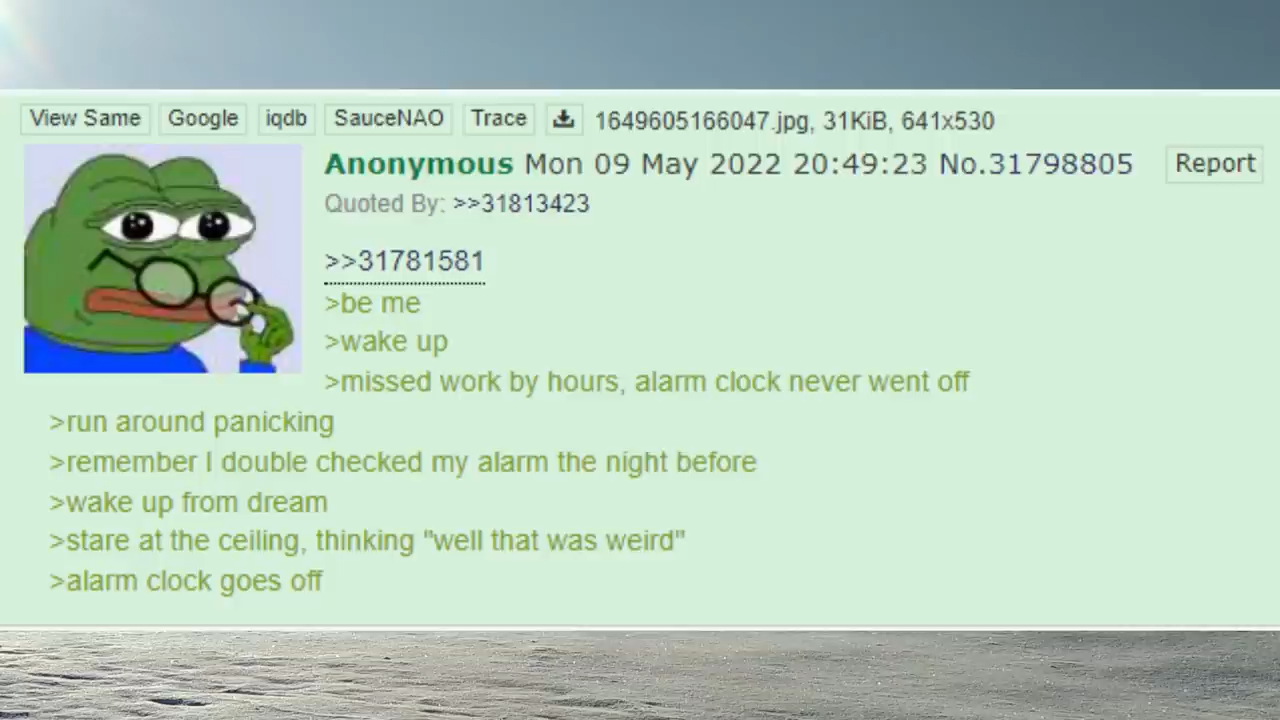 View Same Google iqdb SauceNAO Trace 1649605166047.jpg, 31KiB, 641x530
Anonymous Mon 09 May 2022 20:49:23 No.31798805 Report
Quoted By: >>31813423
>>31781581
>be me
>wake up
>missed work by hours, alarm clock never went off
>run around panicking
>remember I double checked my alarm the night before
>wake up from dream
>stare at the ceiling, thinking "well that was weird"
>alarm clock goes off